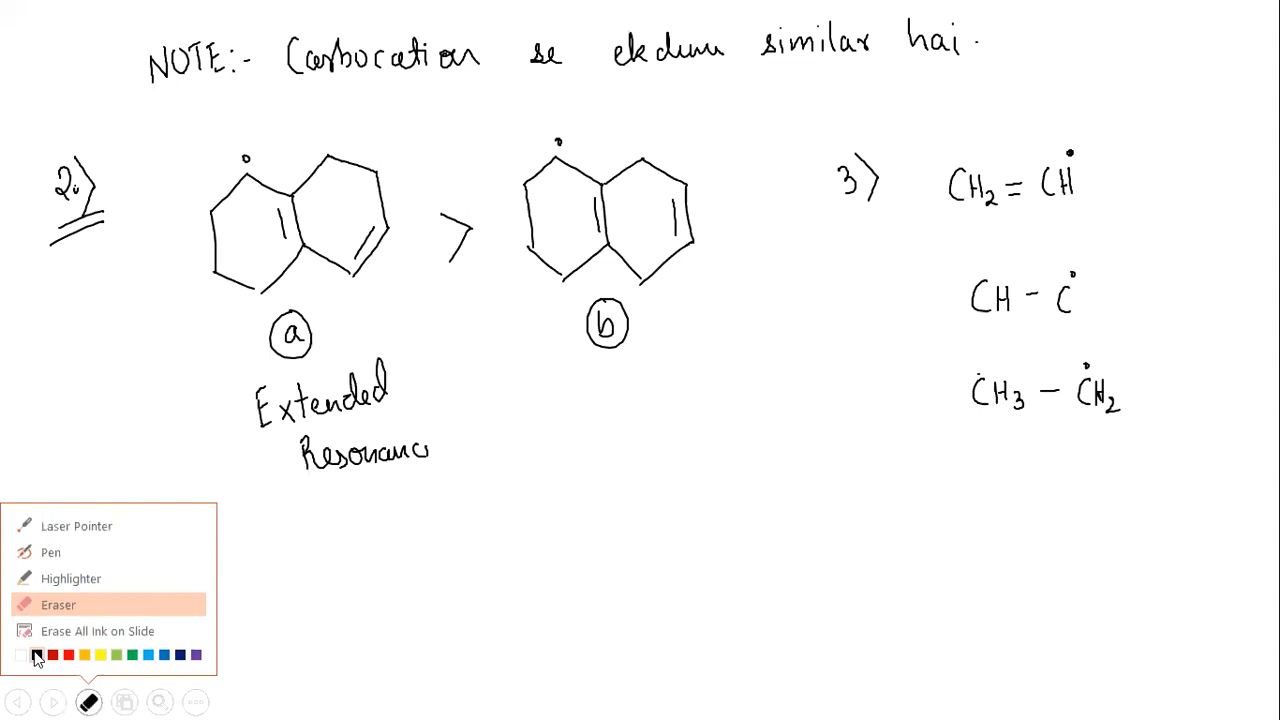 NOTE:- Carbocation se ekdum similar hai.
2.>
>
a
b
Extended
Resonanc
3>
CH2 = CH
CH - C
CH3 - CH2
Laser Pointer
Pen
Highlighter
Eraser
Erase All Ink on Slide